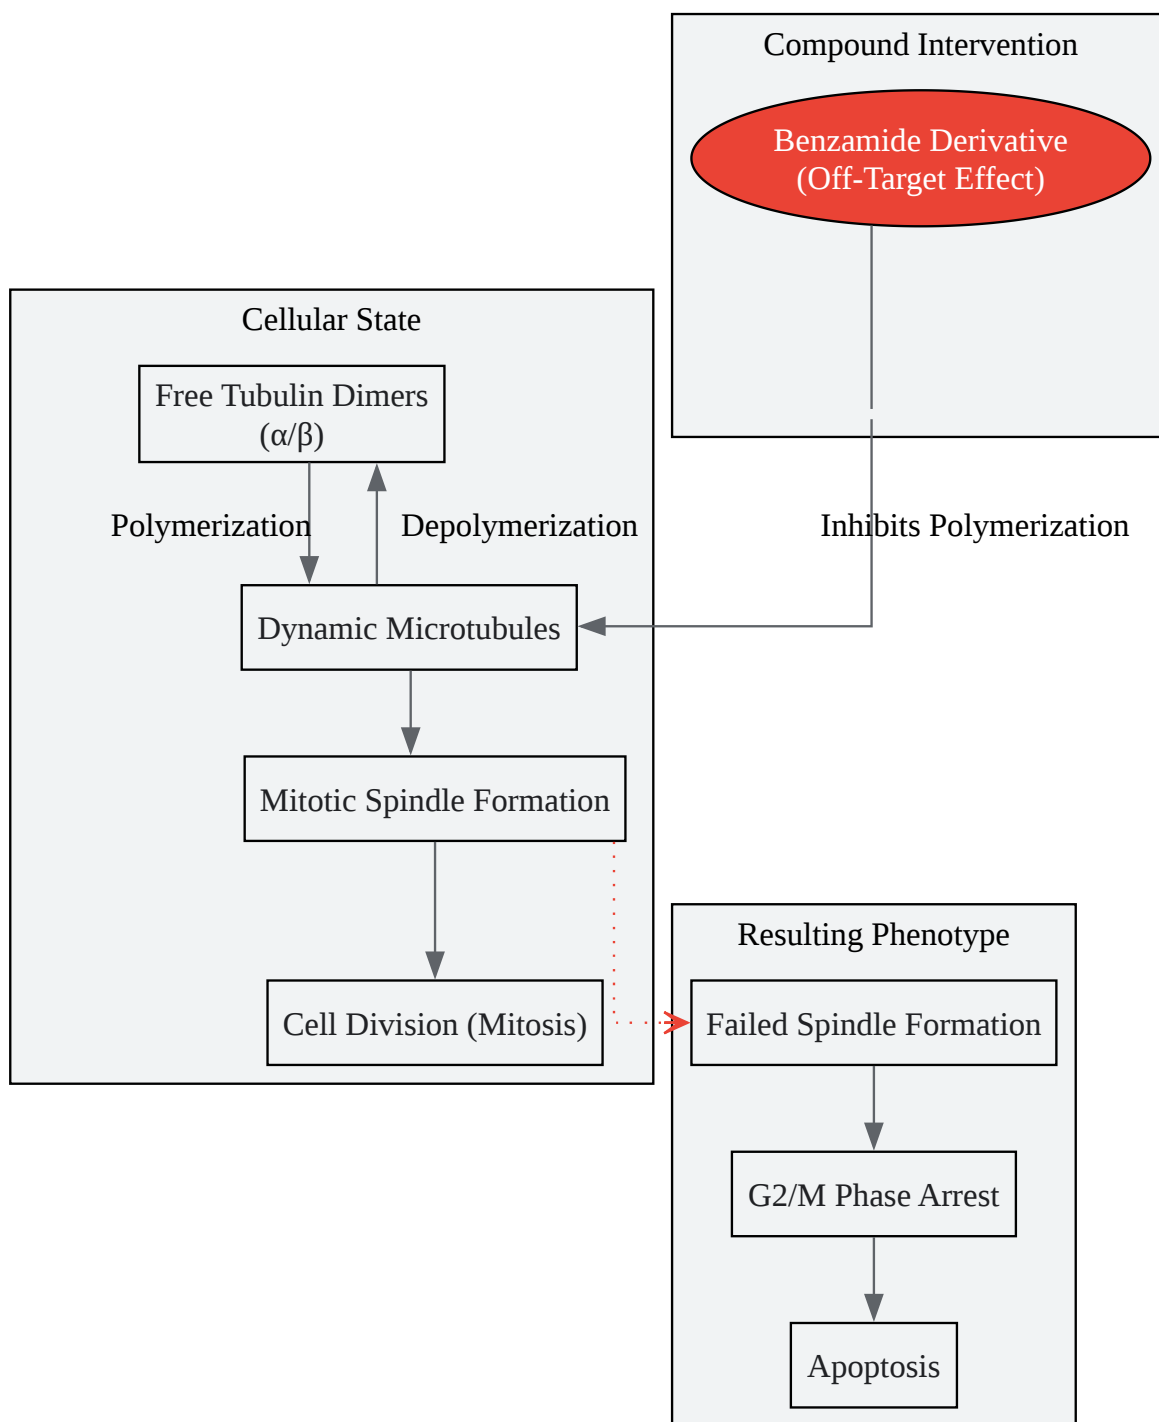 Compound Intervention
Benzamide Derivative
(Off-Target Effect)
Cellular State
Free Tubulin Dimers
(α/β)
Polymerization
Depolymerization
Inhibits Polymerization
Dynamic Microtubules
Mitotic Spindle Formation
Cell Division (Mitosis)
Resulting Phenotype
Failed Spindle Formation
G2/M Phase Arrest
Apoptosis